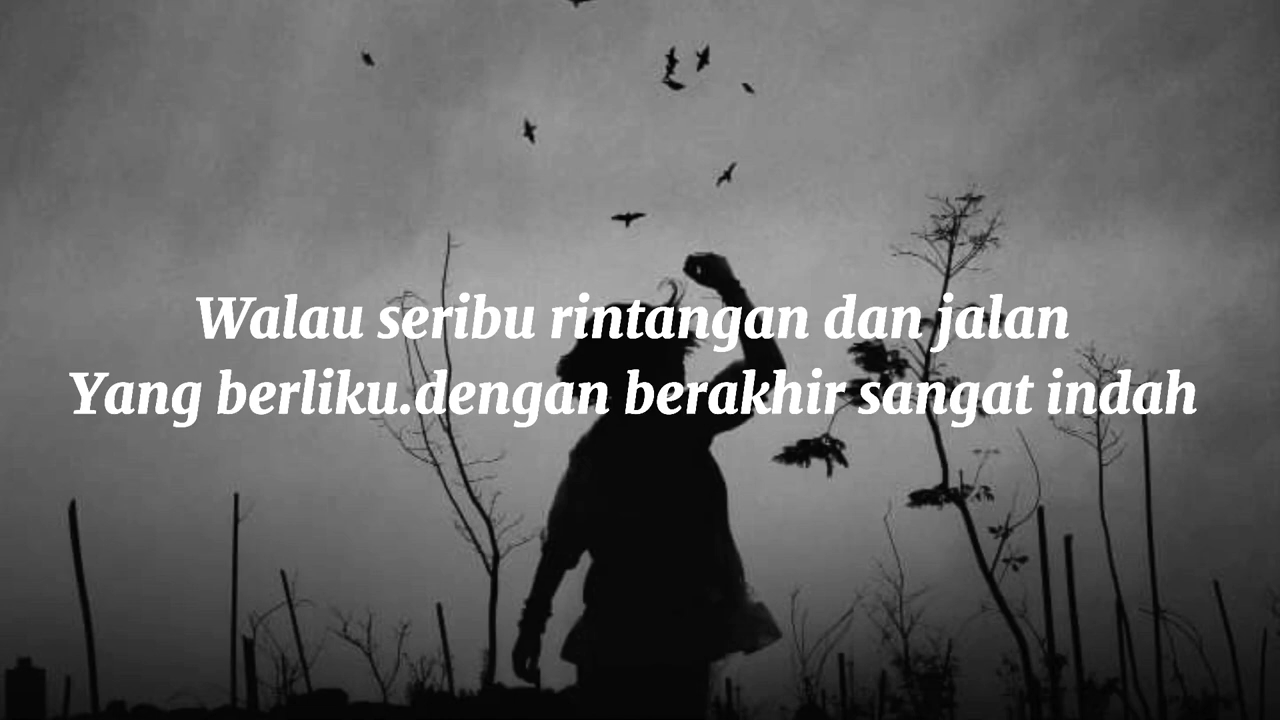 Walau seribu rintangan dan jalan
Yang berliku.dengan berakhir sangat indah